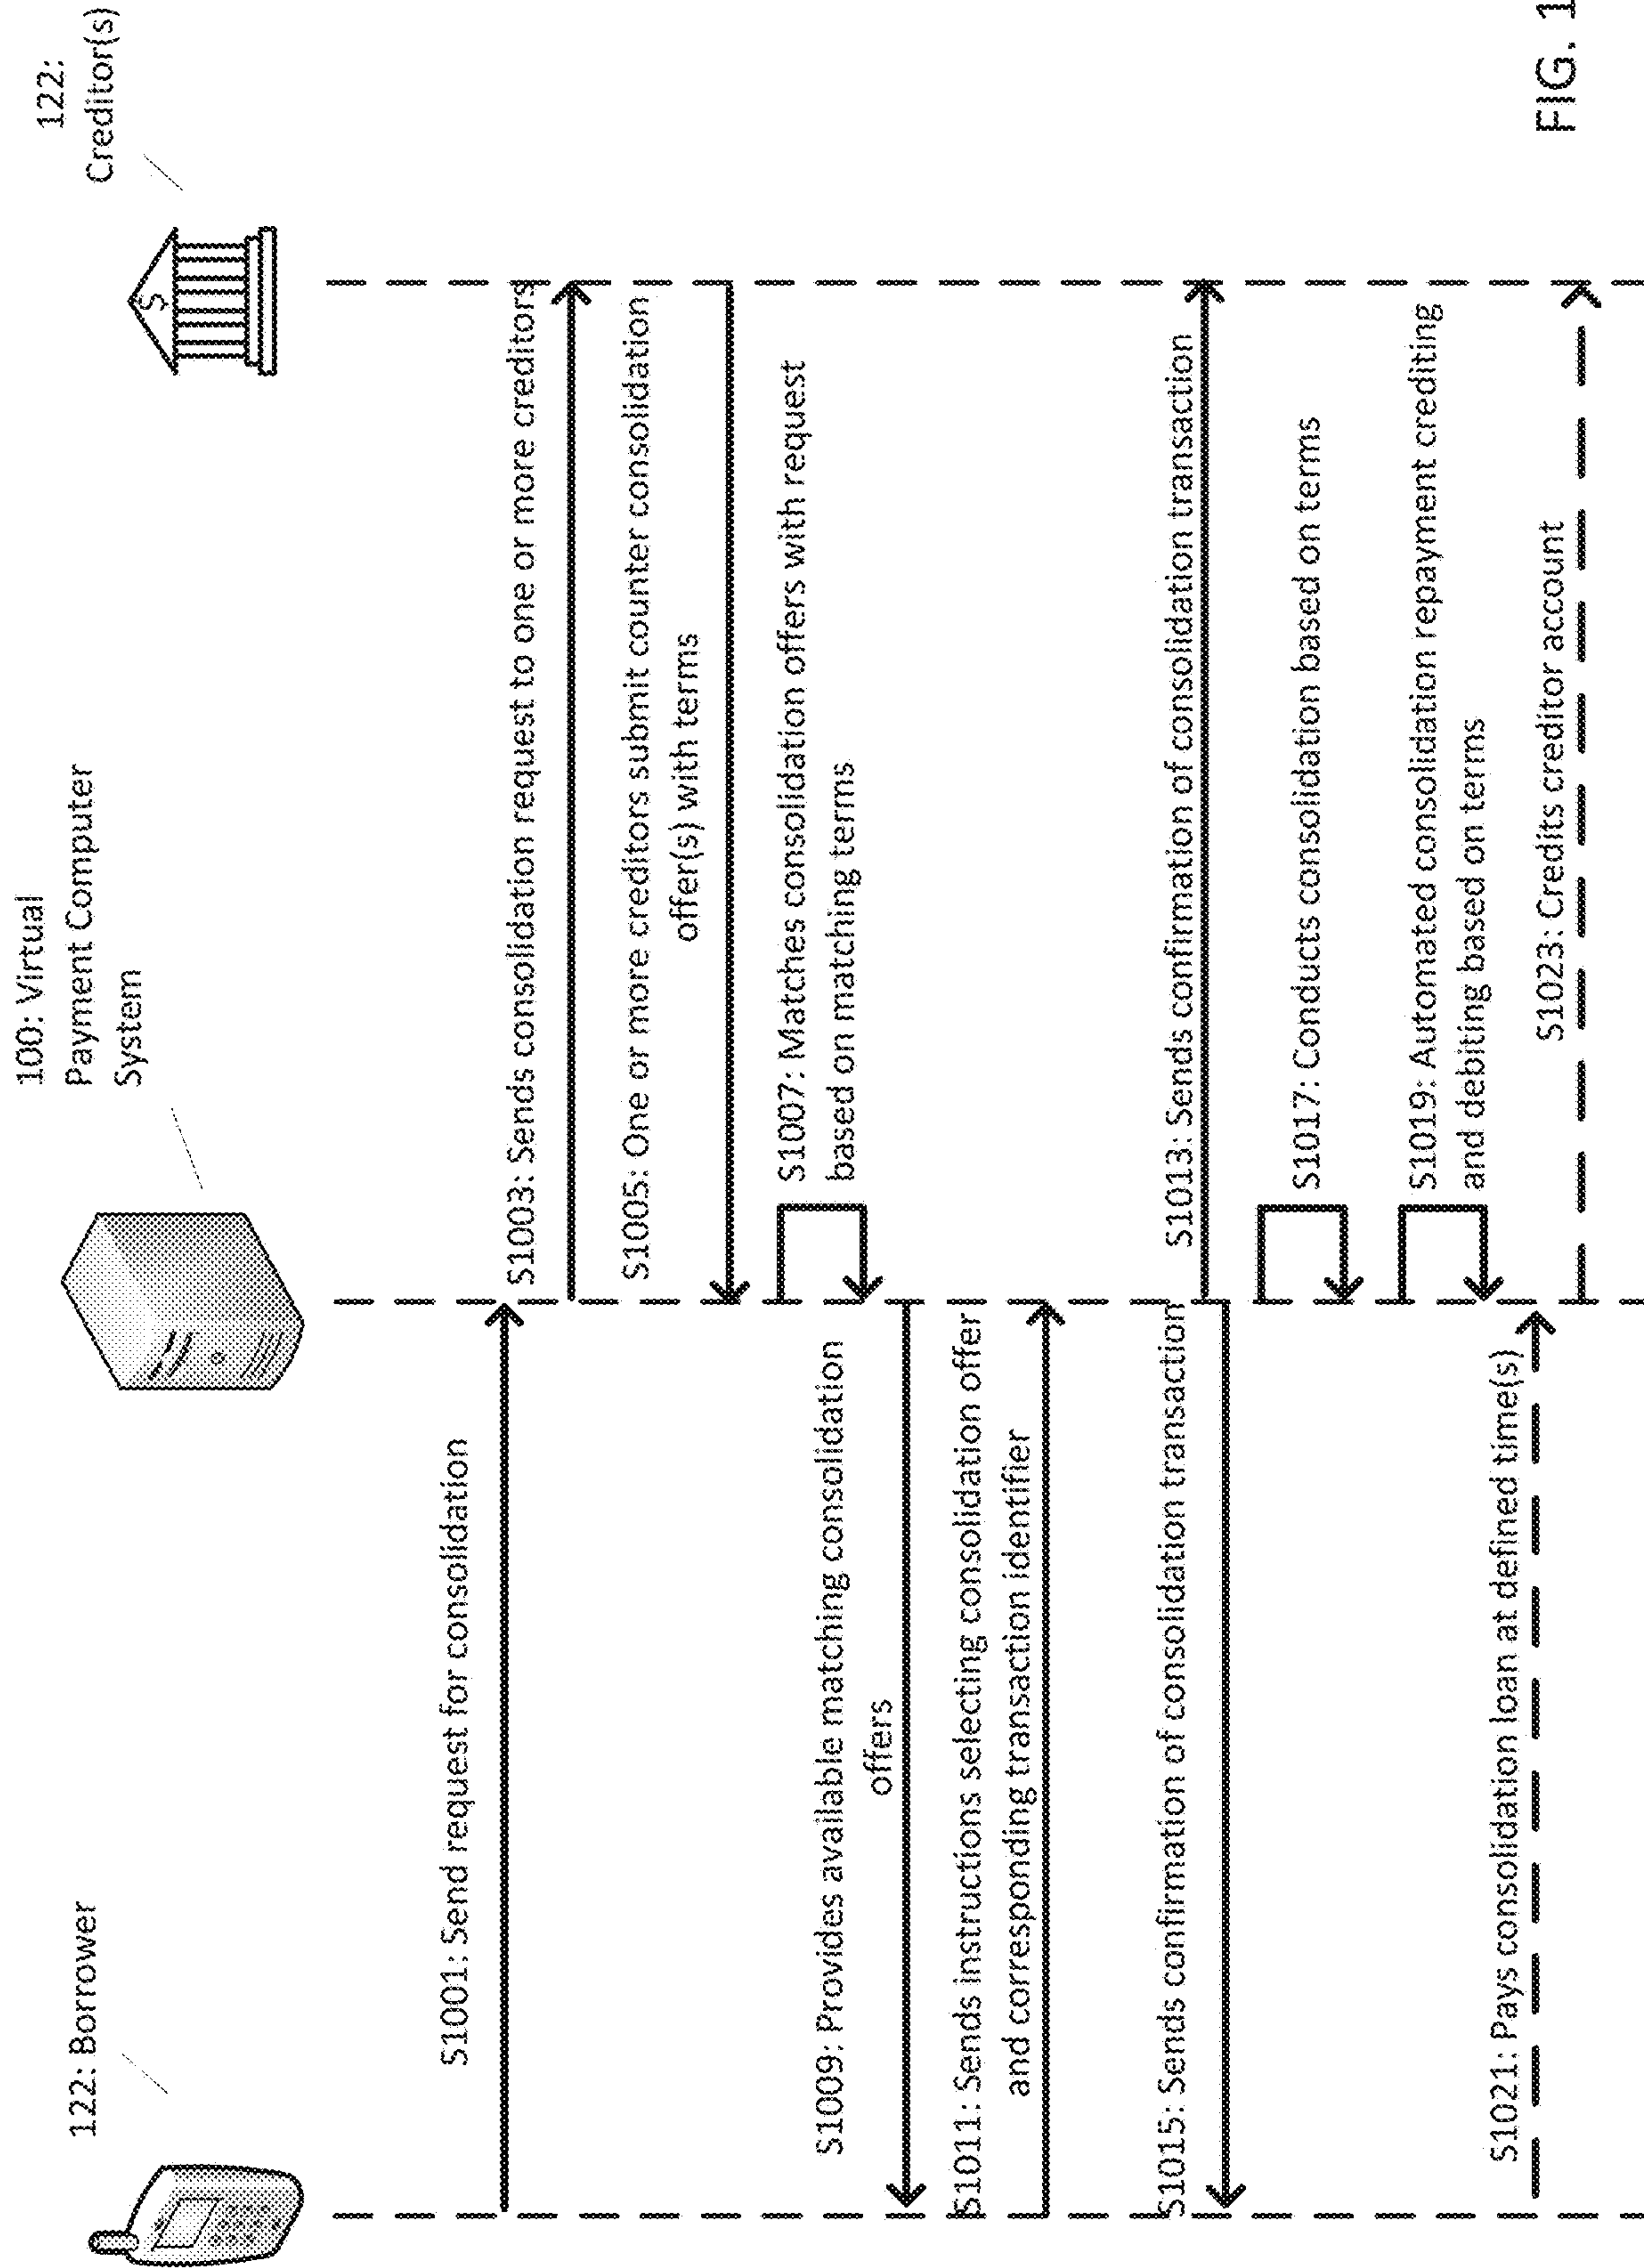 122: Borrower
100: Virtual
Payment Computer
System
122:
Creditor(s)
S1001: Send request for consolidation
S1003: Sends consolidation request to one or more creditors
S1005: One or more creditors submit counter consolidation
offer(s) with terms
S1007: Matches consolidation offers with request
based on matching terms
S1009: Provides available matching consolidation
offers
S1011: Sends instructions selecting consolidation offer
and corresponding transaction identifier
S1013: Sends confirmation of consolidation transaction
S1015: Sends confirmation of consolidation transaction
S1017: Conducts consolidation based on terms
S1019: Automated consolidation repayment crediting
and debiting based on terms
S1021: Pays consolidation loan at defined time(s)
S1023: Credits creditor account
$
FIG. 1